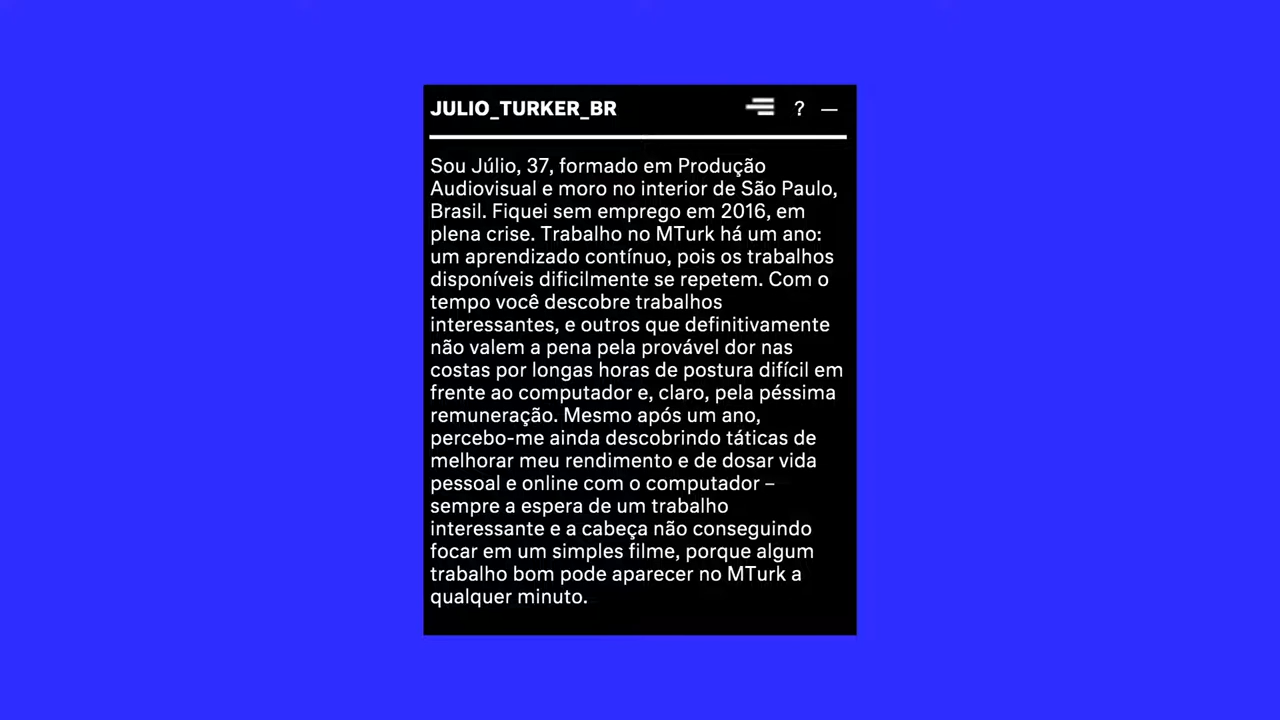 JULIO_TURKER_BR ? —
Sou Júlio, 37, formado em Produção
Audiovisual e moro no interior de São Paulo,
Brasil. Fiquei sem emprego em 2016, em
plena crise. Trabalho no MTurk há um ano:
um aprendizado contínuo, pois os trabalhos
disponíveis dificilmente se repetem. Com o
tempo você descobre trabalhos
interessantes, e outros que definitivamente
não valem a pena pela provável dor nas
costas por longas horas de postura difícil em
frente ao computador e, claro, pela péssima
remuneração. Mesmo após um ano,
percebo-me ainda descobrindo táticas de
melhorar meu rendimento e de dosar vida
pessoal e online com o computador –
sempre a espera de um trabalho
interessante e a cabeça não conseguindo
focar em um simples filme, porque algum
trabalho bom pode aparecer no MTurk a
qualquer minuto.